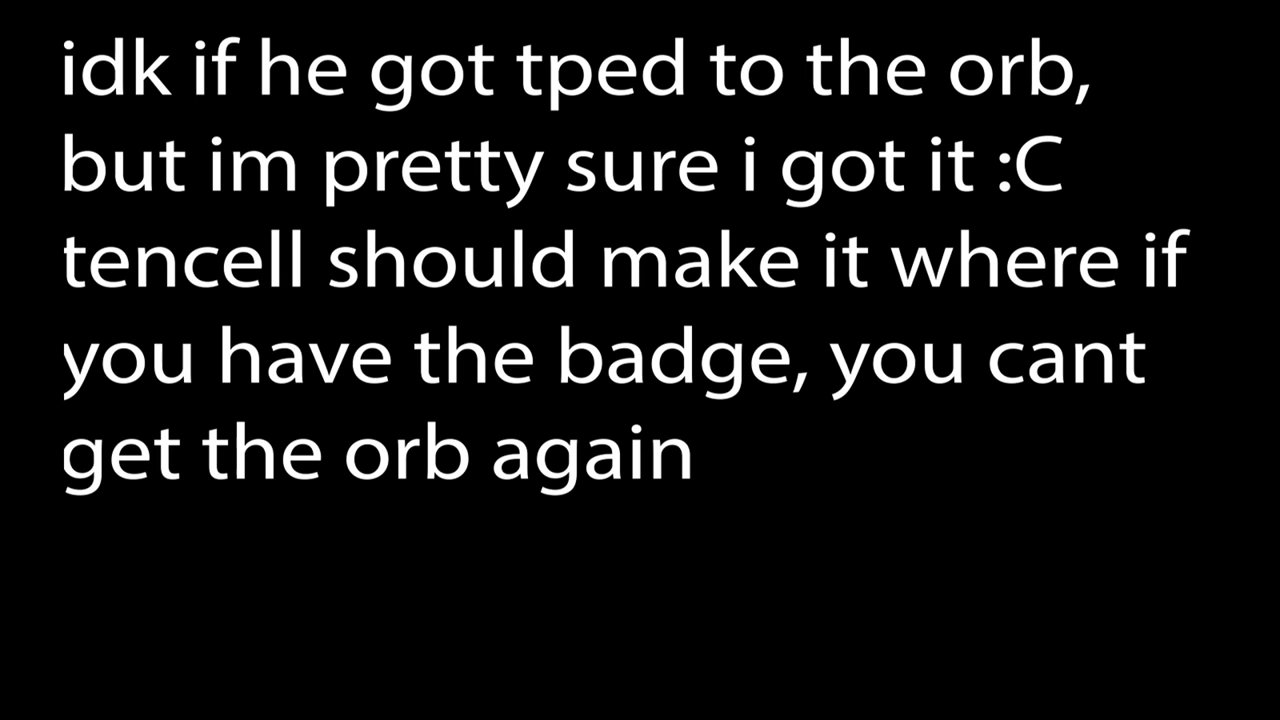 idk if he got tped to the orb,
but im pretty sure i got it :C
tencell should make it where if
you have the badge, you cant
get the orb again